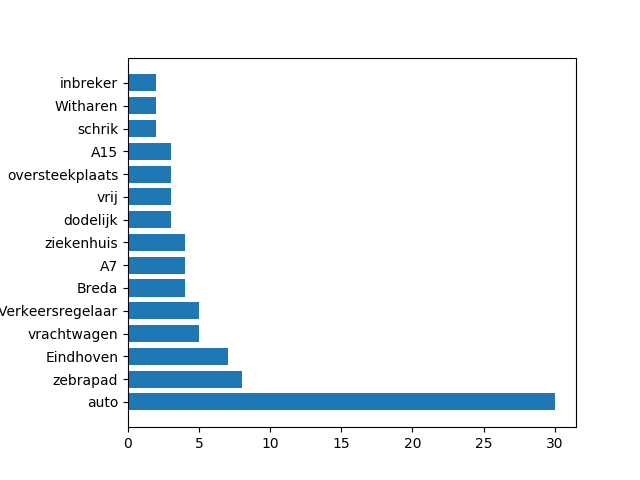 inbreker
Witharen
schrik
A15
oversteekplaats
vrij
dodelijk
ziekenhuis
A7
Breda
Verkeersregelaar
vrachtwagen
Eindhoven
zebrapad
auto
0 5 10 15 20 25 30